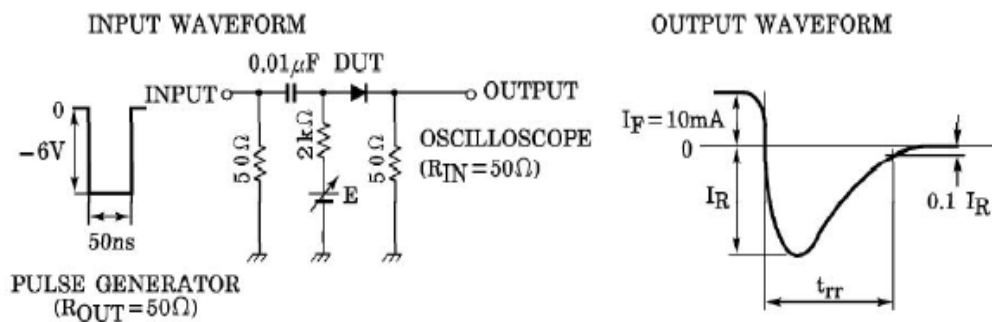 INPUT WAVEFORM
OUTPUT WAVEFORM
0.01μF DUT
0
INPUT
OUTPUT
-6V
50Ω
2kΩ
50Ω
OSCILLOSCOPE
(RIN=50Ω)
E
50ns
PULSE GENERATOR
(ROUT=50Ω)
IF=10mA
0
IR
0.1 IR
trr